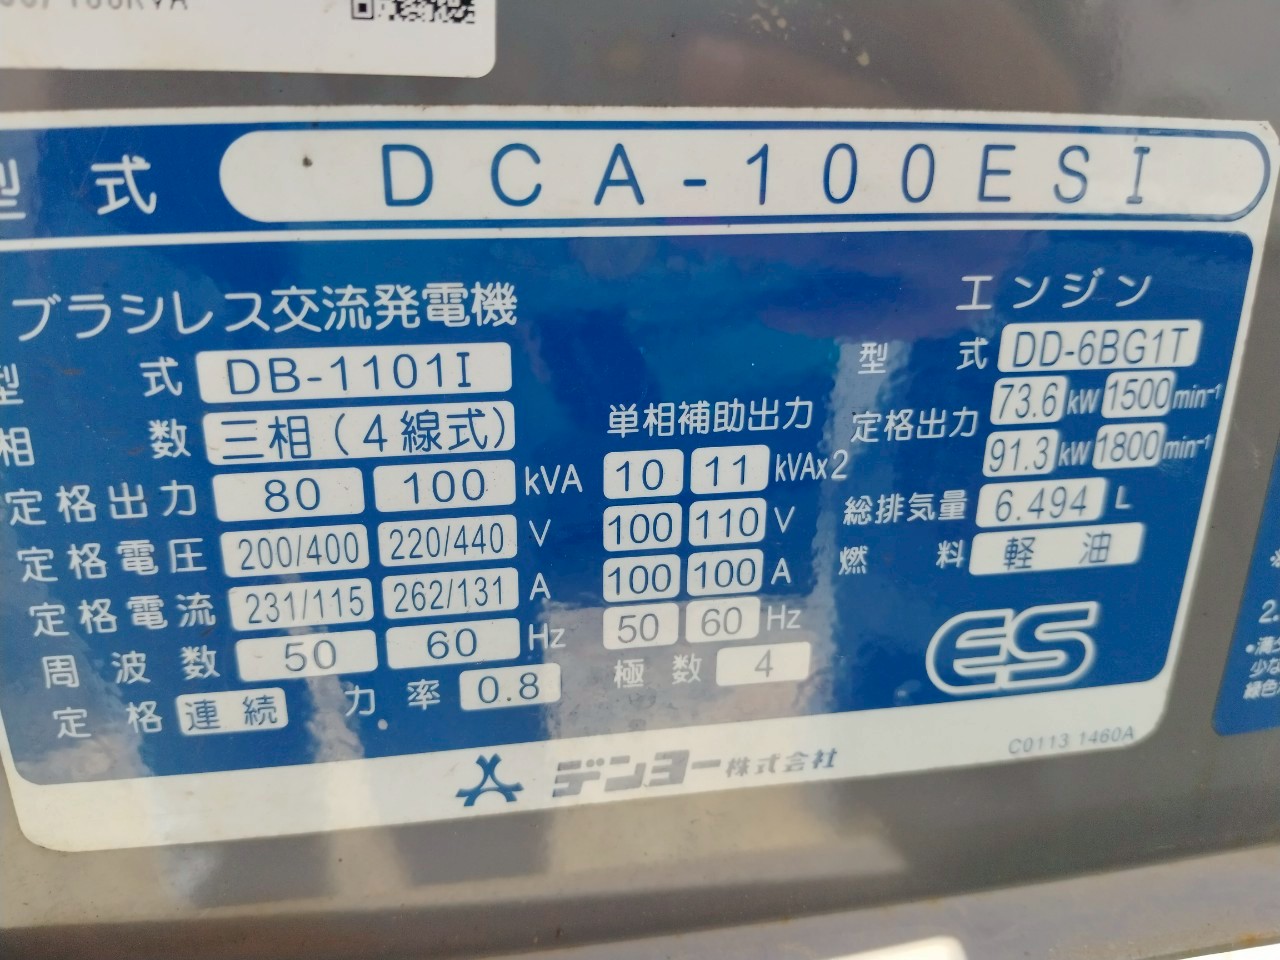 型 式 DCA-100ESI
ブラシレス交流発電機
型 式 DB-1101I
相 数 三相(4線式)
定格出力 80 100 kVA
定格電圧 200/400 220/440 V
定格電流 231/115 262/131 A
周波数 50 60 Hz
定格 連続 力率 0.8
単相補助出力
10 11 kVAx2
100 110 V
100 100 A
50 60 Hz
極数 4
エンジン
型 式 DD-6BG1T
定格出力 73.6 kW 1500 min⁻¹
91.3 kW 1800 min⁻¹
総排気量 6.494 L
燃 料 軽油
ES
デンヨー株式会社
C0113 1460A